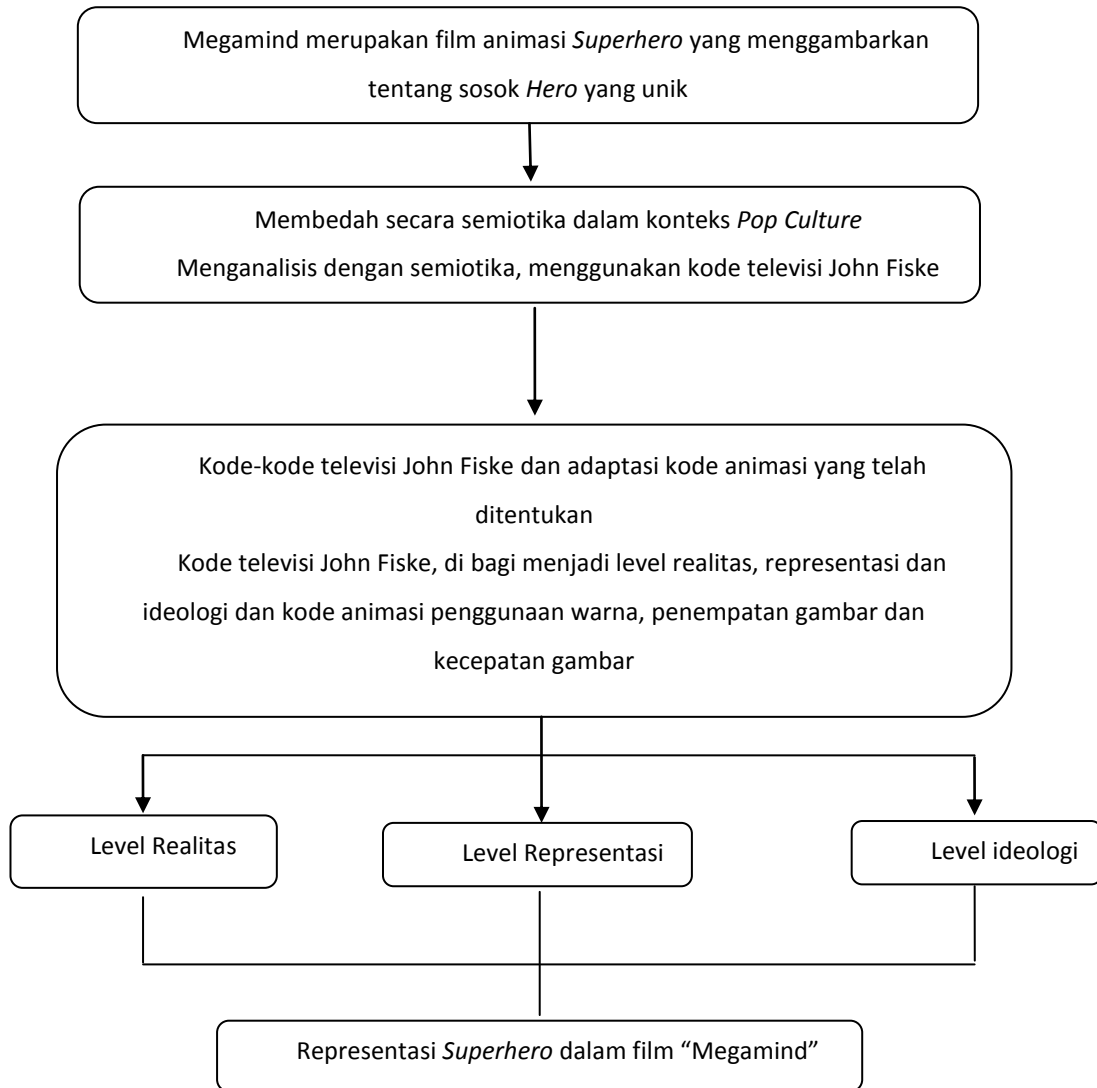 Megamind merupakan film animasi Superhero yang menggambarkan
tentang sosok Hero yang unik
Membedah secara semiotika dalam konteks Pop Culture
Menganalisis dengan semiotika, menggunakan kode televisi John Fiske
Kode-kode televisi John Fiske dan adaptasi kode animasi yang telah
ditentukan
Kode televisi John Fiske, di bagi menjadi level realitas, representasi dan
ideologi dan kode animasi penggunaan warna, penempatan gambar dan
kecepatan gambar
Level Realitas
Level Representasi
Level ideologi
Representasi Superhero dalam film “Megamind”